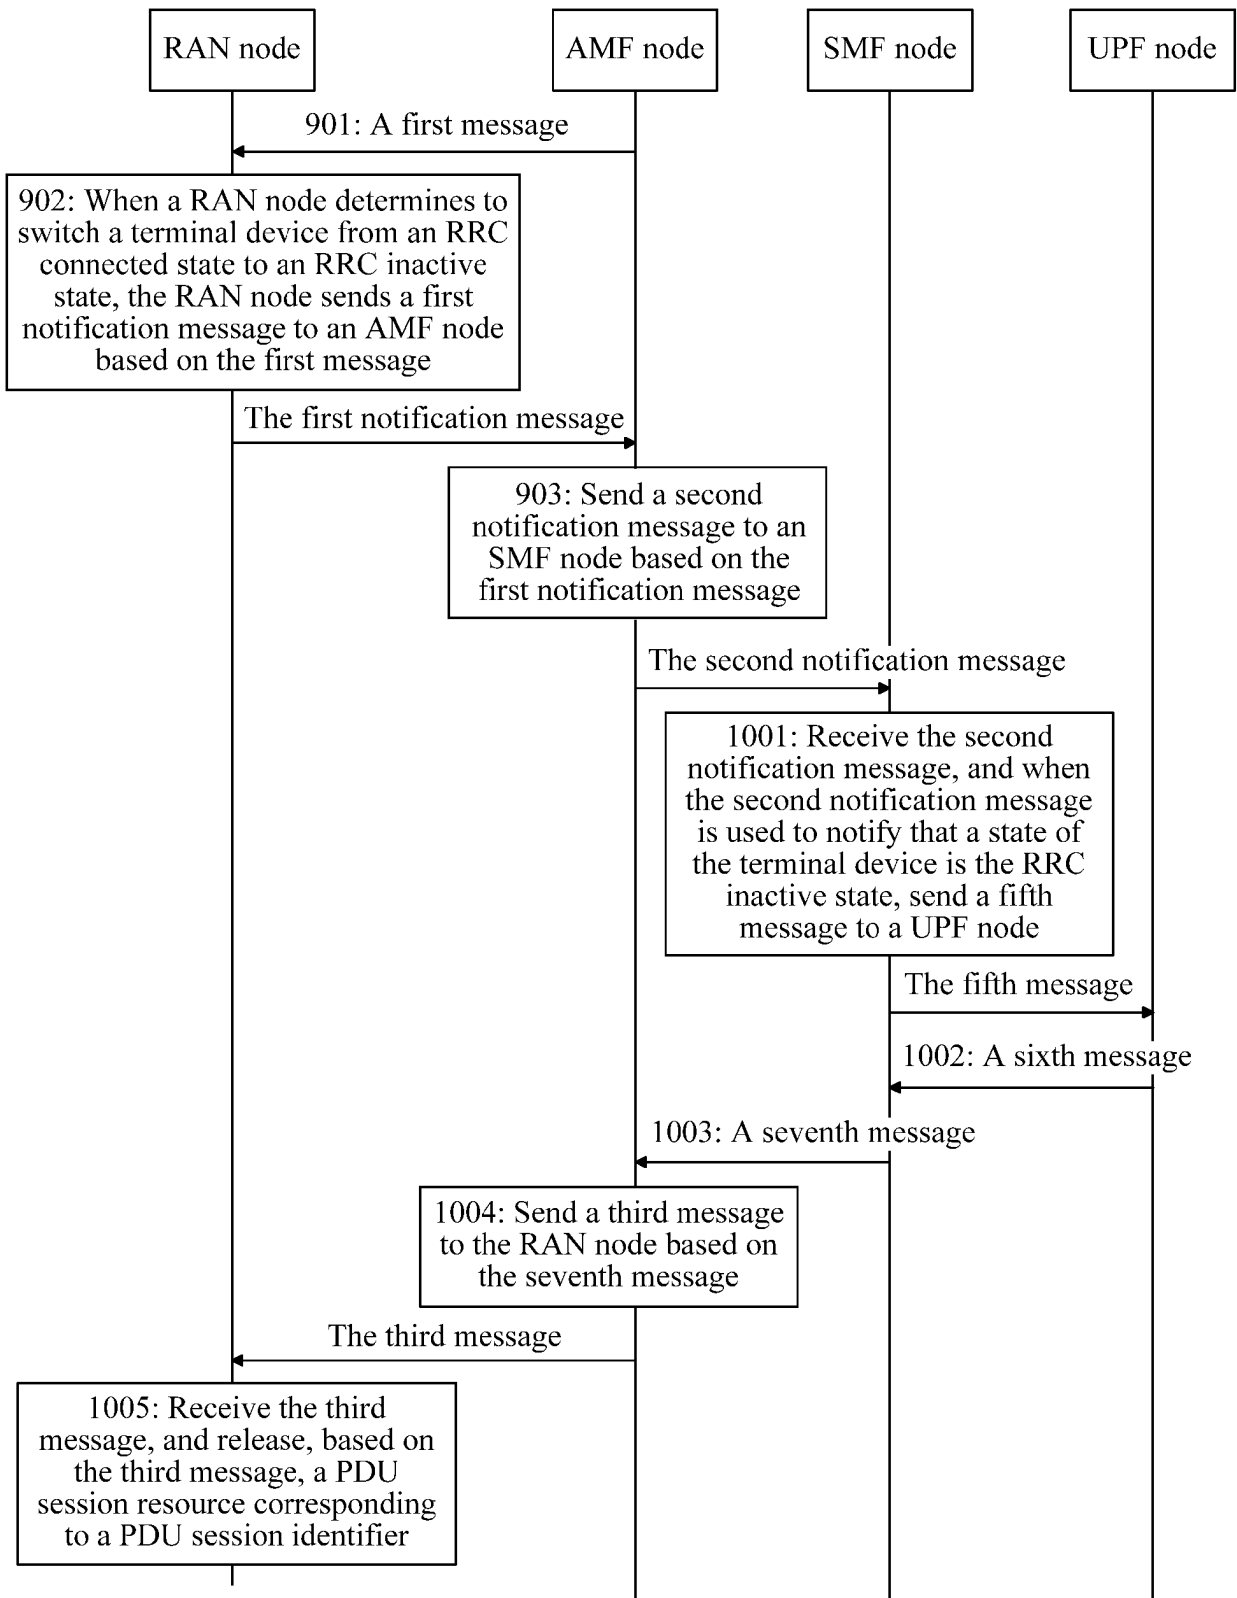 RAN node
AMF node
SMF node
UPF node
901: A first message
902: When a RAN node determines to
switch a terminal device from an RRC
connected state to an RRC inactive
state, the RAN node sends a first
notification message to an AMF node
based on the first message
The first notification message
903: Send a second
notification message to an
SMF node based on the
first notification message
The second notification message
1001: Receive the second
notification message, and when
the second notification message
is used to notify that a state of
the terminal device is the RRC
inactive state, send a fifth
message to a UPF node
The fifth message
1002: A sixth message
1003: A seventh message
1004: Send a third message
to the RAN node based on
the seventh message
The third message
1005: Receive the third
message, and release, based on
the third message, a PDU
session resource corresponding
to a PDU session identifier